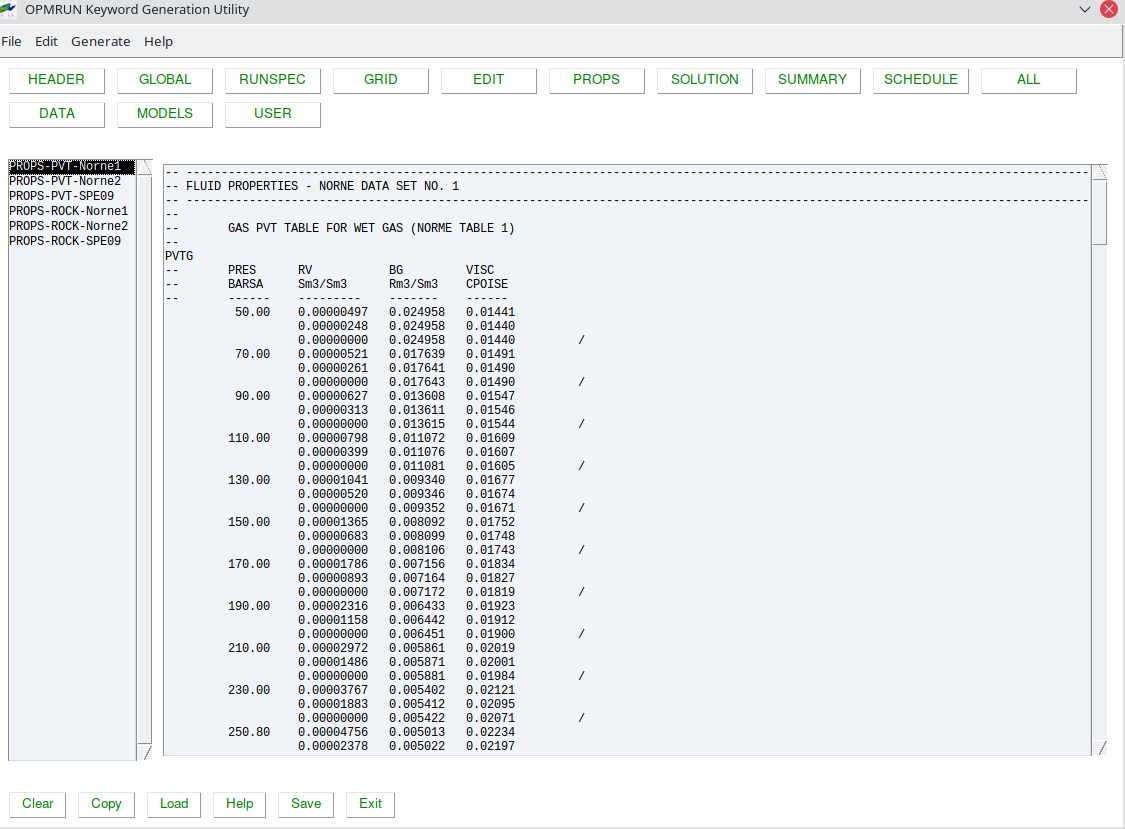 OPMRUN Keyword Generation Utility
File Edit Generate Help
HEADER GLOBAL RUNSPEC GRID EDIT PROPS SOLUTION SUMMARY SCHEDULE ALL
DATA MODELS USER
PROPS-PVT-Norne1
PROPS-PVT-Norne2
PROPS-PVT-SPE09
PROPS-ROCK-Norne1
PROPS-ROCK-Norne2
PROPS-ROCK-SPE09
-- --------------------------------------------------------------------------------------------------------------------------------
-- FLUID PROPERTIES - NORNE DATA SET NO. 1
-- --------------------------------------------------------------------------------------------------------------------------------
--
-- GAS PVT TABLE FOR WET GAS (NORME TABLE 1)
--
PVTG
-- PRES RV BG VISC
-- BARSA Sm3/Sm3 Rm3/Sm3 CPOISE
-- ------ --------- ------- ------
50.00 0.00000497 0.024958 0.01441
0.00000248 0.024958 0.01440
0.00000000 0.024958 0.01440 /
70.00 0.00000521 0.017639 0.01491
0.00000261 0.017641 0.01490
0.00000000 0.017643 0.01490 /
90.00 0.00000627 0.013608 0.01547
0.00000313 0.013611 0.01546
0.00000000 0.013615 0.01544 /
110.00 0.00000798 0.011072 0.01609
0.00000399 0.011076 0.01607
0.00000000 0.011081 0.01605 /
130.00 0.00001041 0.009340 0.01677
0.00000520 0.009346 0.01674
0.00000000 0.009352 0.01671 /
150.00 0.00001365 0.008092 0.01752
0.00000683 0.008099 0.01748
0.00000000 0.008106 0.01743 /
170.00 0.00001786 0.007156 0.01834
0.00000893 0.007164 0.01827
0.00000000 0.007172 0.01819 /
190.00 0.00002316 0.006433 0.01923
0.00001158 0.006442 0.01912
0.00000000 0.006451 0.01900 /
210.00 0.00002972 0.005861 0.02019
0.00001486 0.005871 0.02001
0.00000000 0.005881 0.01984 /
230.00 0.00003767 0.005402 0.02121
0.00001883 0.005412 0.02095
0.00000000 0.005422 0.02071 /
250.80 0.00004756 0.005013 0.02234
0.00002378 0.005022 0.02197
Clear Copy Load Help Save Exit